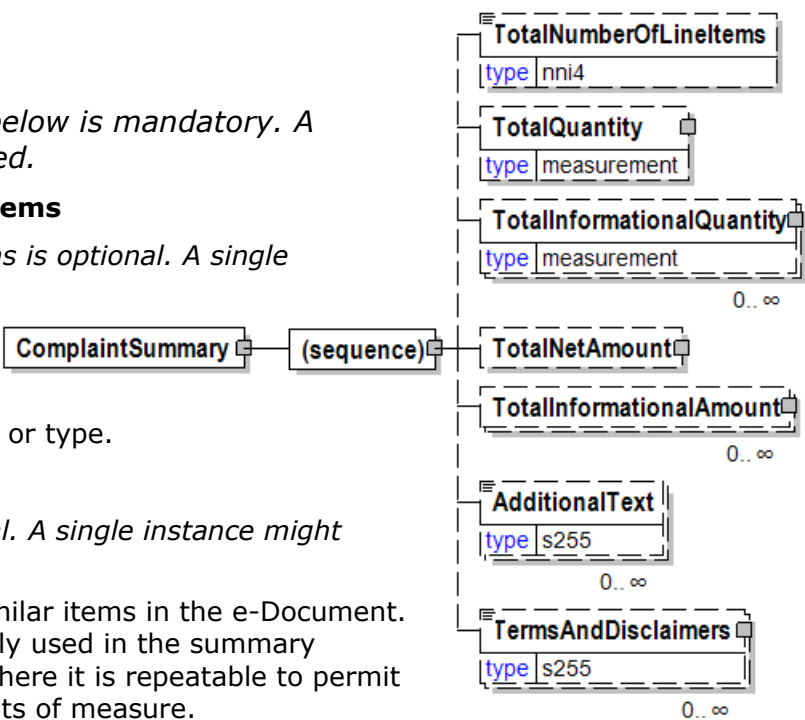 below is mandatory. A
ed.
ems
ns is optional. A single
or type.
l. A single instance might
milar items in the e-Document.
ly used in the summary
here it is repeatable to permit
ts of measure.
ComplaintSummary
(sequence)
TotalNumberOfLineItems
type nni4
TotalQuantity
type measurement
TotalInformationalQuantity
type measurement
0.. ∞
TotalNetAmount
TotalInformationalAmount
0.. ∞
AdditionalText
type s255
0.. ∞
TermsAndDisclaimers
type s255
0.. ∞